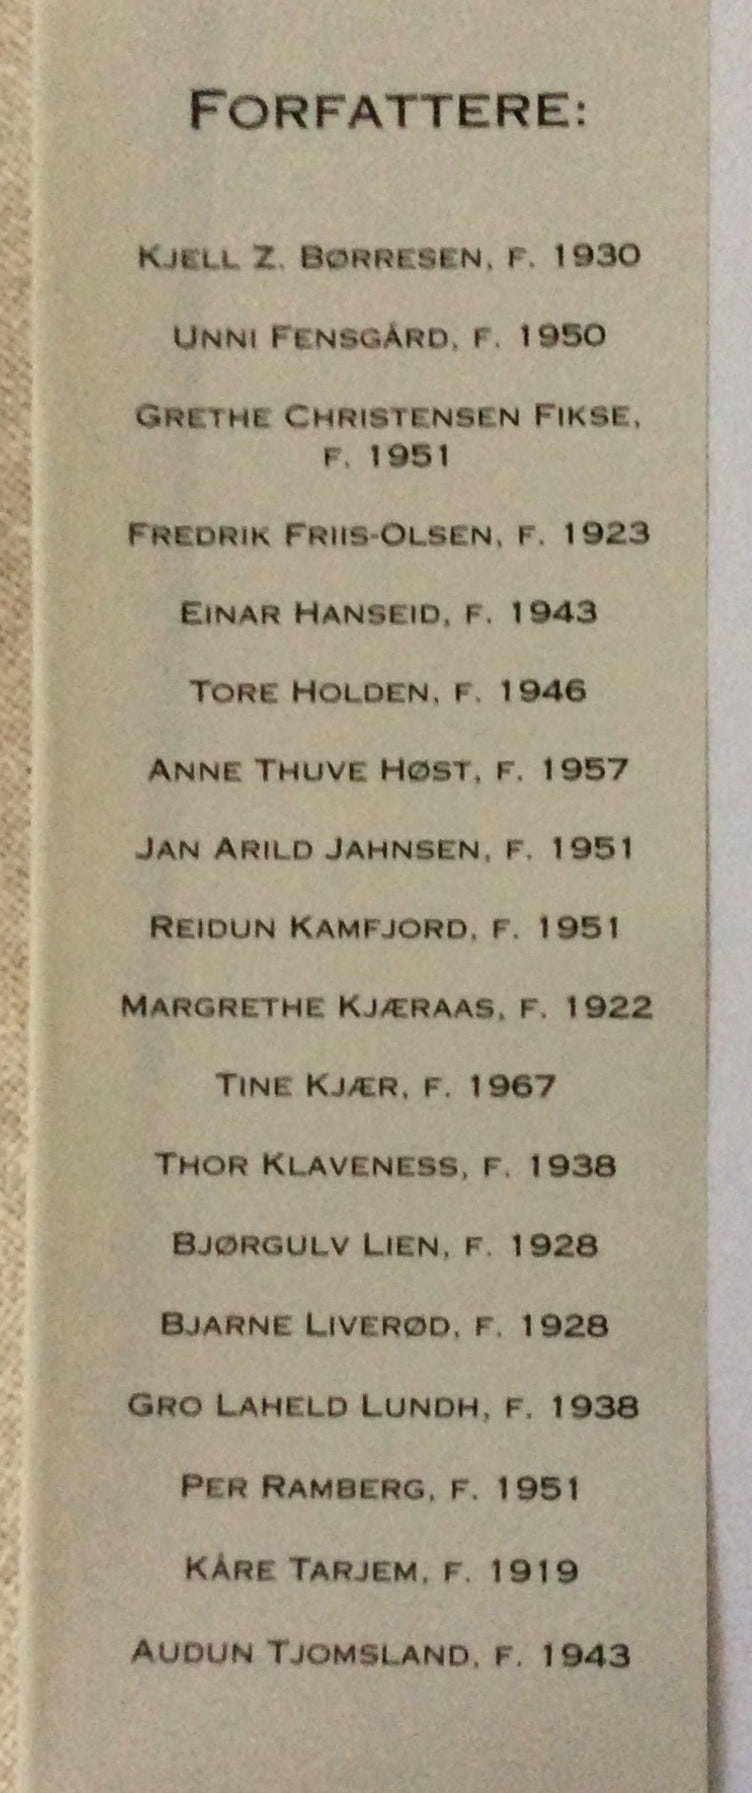 FORFATTERE:
KJELL Z. BØRRESEN, F. 1930
UNNI FENSGÅRD, F. 1950
GRETHE CHRISTENSEN FIKSE,
F. 1951
FREDRIK FRIIS-OLSEN, F. 1923
EINAR HANSEID, F. 1943
TORE HOLDEN, F. 1946
ANNE THUVE HØST, F. 1957
JAN ARILD JAHNSEN, F. 1951
REIDUN KAMFJORD, F. 1951
MARGRETHE KJÆRAAS, F. 1922
TINE KJÆR, F. 1967
THOR KLAVENESS, F. 1938
BJØRGULV LIEN, F. 1928
BJARNE LIVERØD, F. 1928
GRO LAHELD LUNDH, F. 1938
PER RAMBERG, F. 1951
KÅRE TARJEM, F. 1919
AUDUN TJOMSLAND, F. 1943